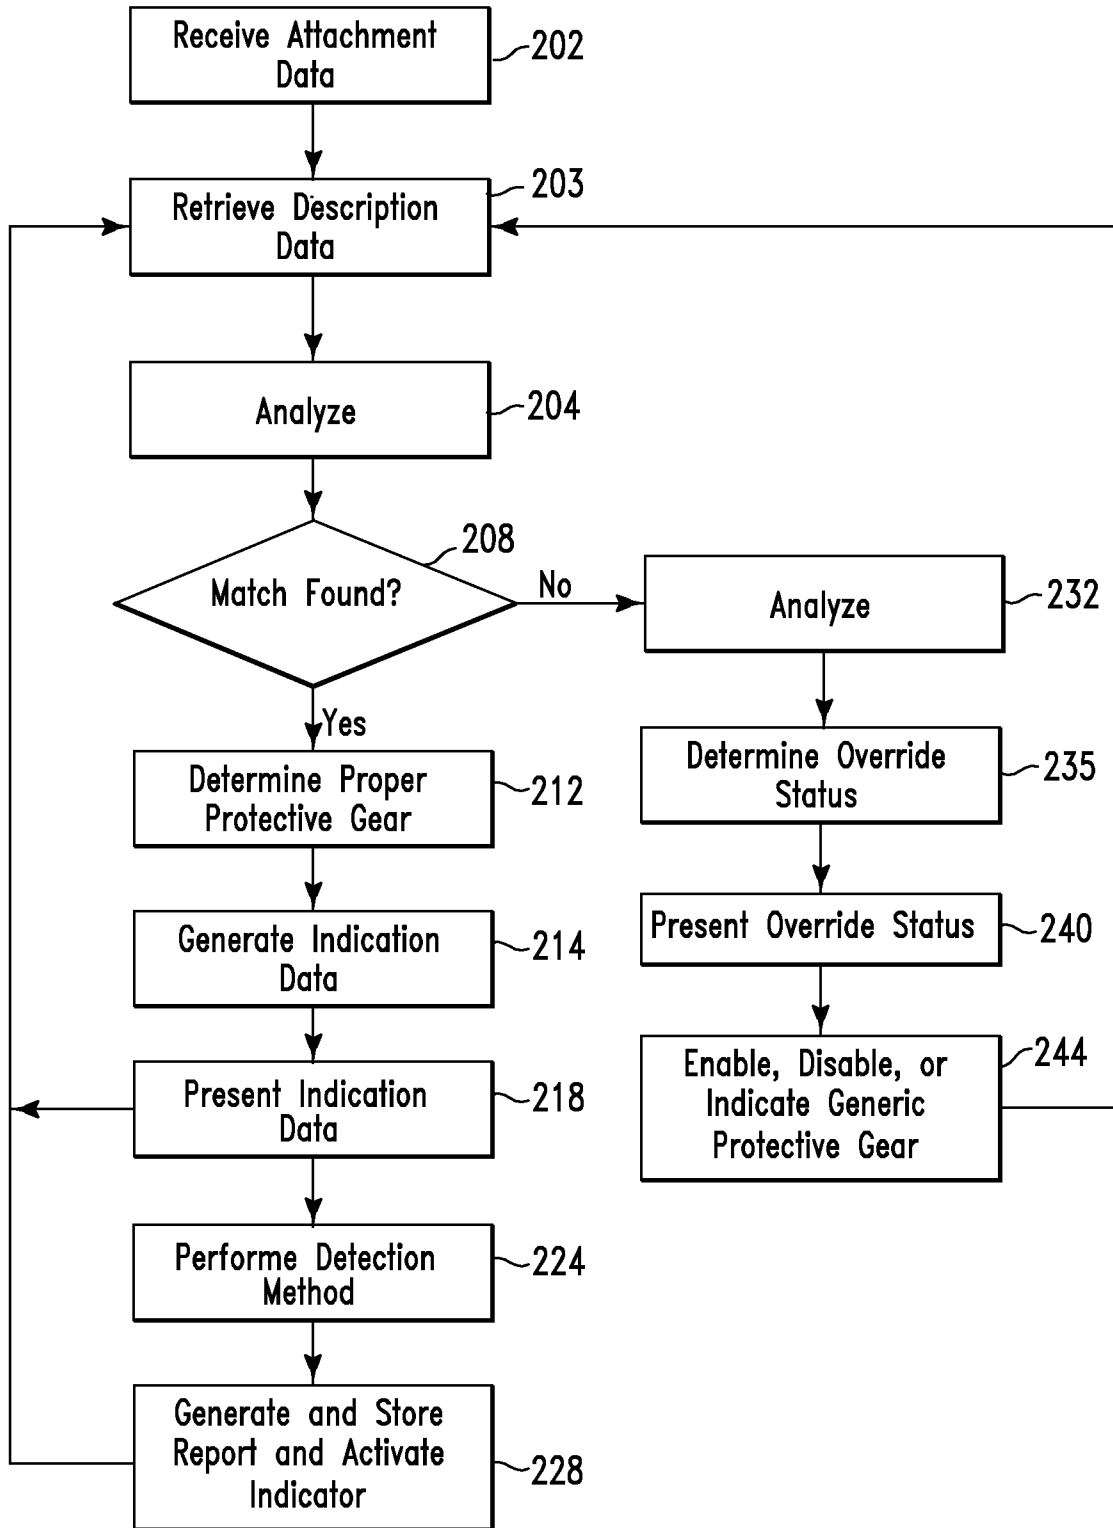 Receive Attachment
Data
202
Retrieve Description
Data
203
Analyze
204
Match Found?
208
No
Yes
Analyze
232
Determine Override
Status
235
Present Override Status
240
Enable, Disable, or
Indicate Generic
Protective Gear
244
Determine Proper
Protective Gear
212
Generate Indication
Data
214
Present Indication
Data
218
Performe Detection
Method
224
Generate and Store
Report and Activate
Indicator
228